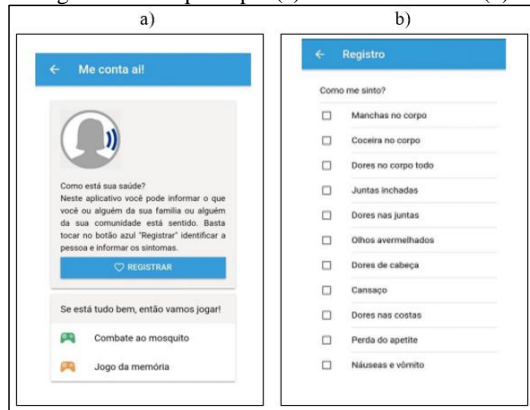 a)
b)
Me conta aí!
Como está sua saúde?
Neste aplicativo você pode informar o que
você ou alguém da sua familia ou alguém
da sua comunidade está sentido. Basta
tocar no botão azul "Registrar" identificar a
pessoa e informar os sintomas.
REGISTRAR
Se está tudo bem, então vamos jogar!
Combate ao mosquito
Jogo da memória
Registro
Como me sinto?
Manchas no corpo
Coceira no corpo
Dores no corpo todo
Juntas inchadas
Dores nas juntas
Olhos avermelhados
Dores de cabeça
Cansaço
Dores nas costas
Perda do apetite
Náuseas e vômito